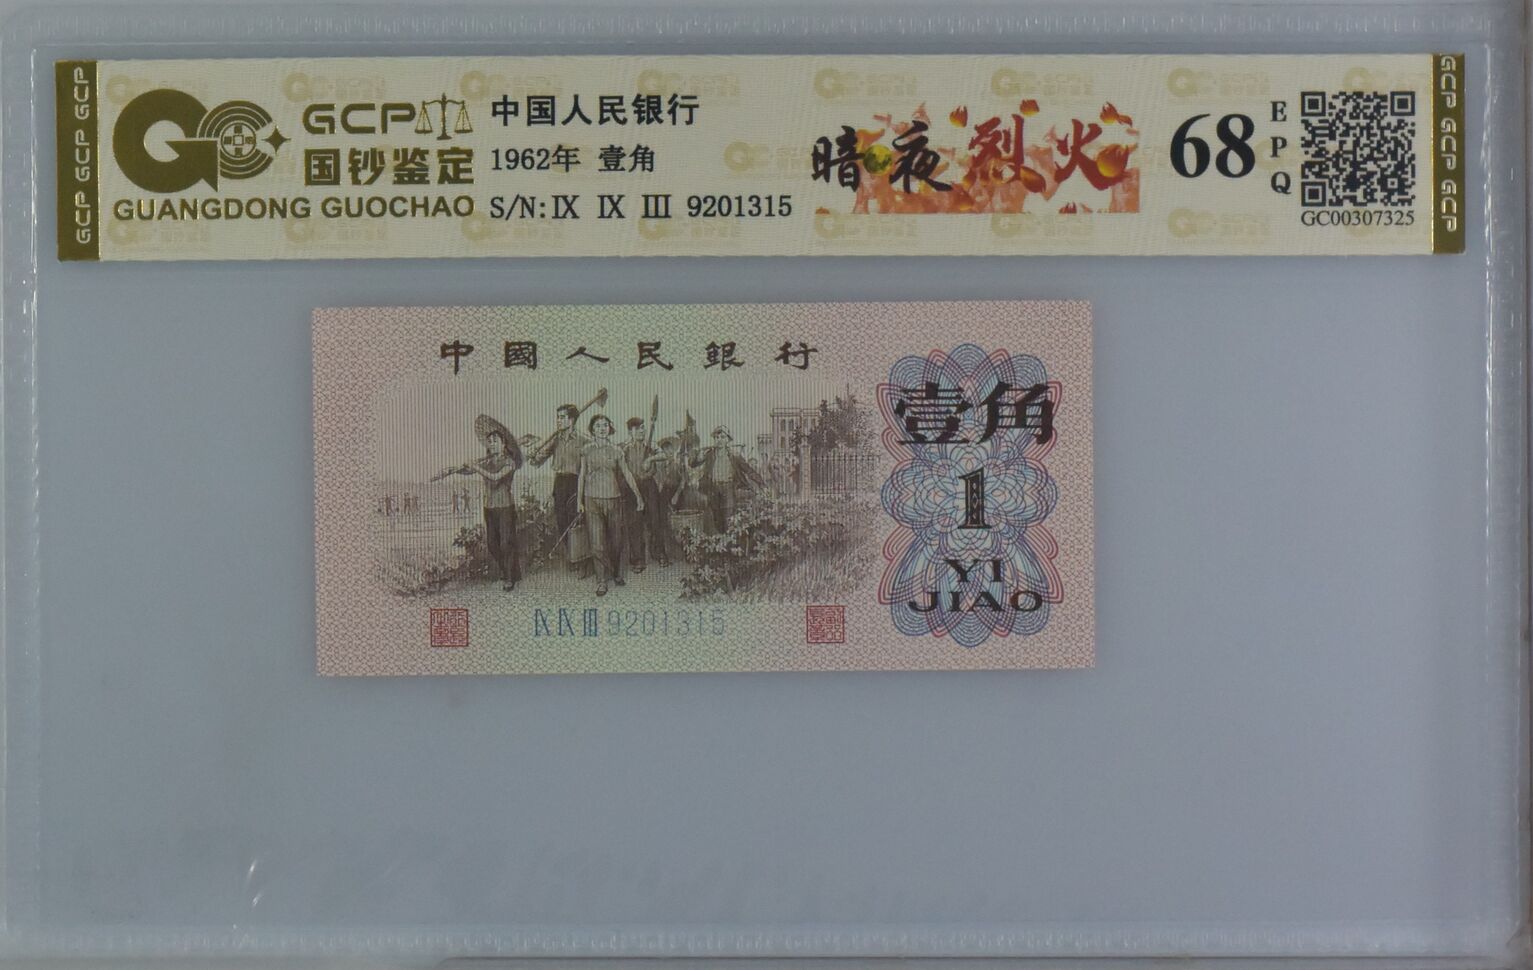 GCP GCP GCP
GCP
国钞鉴定
GUANGDONG GUOCHAO
中国人民银行
1962年 壹角
S/N:Ⅸ Ⅸ Ⅲ 9201315
暗夜烈火
68
EPQ
GC00307325
GCP GCP GCP
中國人民銀行
壹角
1
YI
JIAO
ⅨⅨⅢ9201315